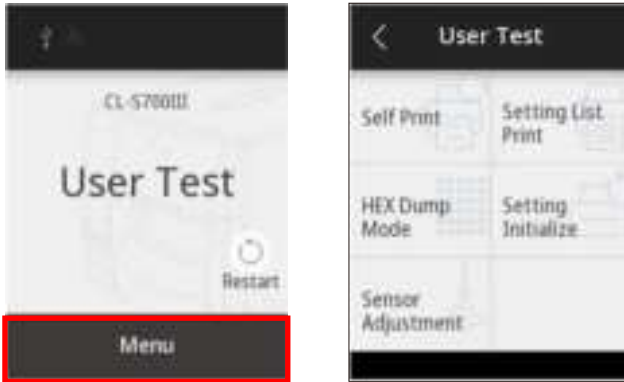 CL-S700III
User Test
Restart
Menu
User Test
Self Print
Setting List
Print
HEX Dump
Mode
Setting
Initialize
Sensor
Adjustment